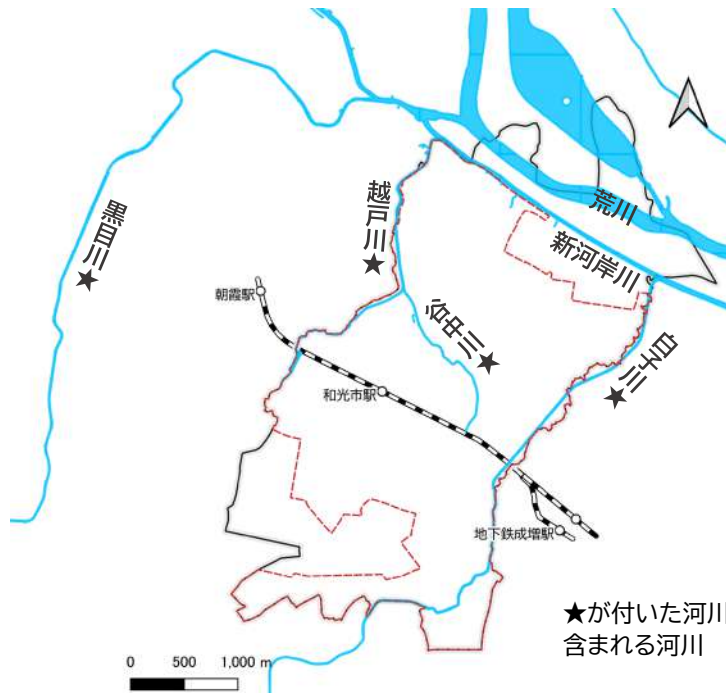 荒川
越戸川★
黒目川★
新河岸川
朝霞駅
谷中川★
白子川★
和光市駅
地下鉄成増駅
★が付いた河川
含まれる河川
0 500 1,000 m